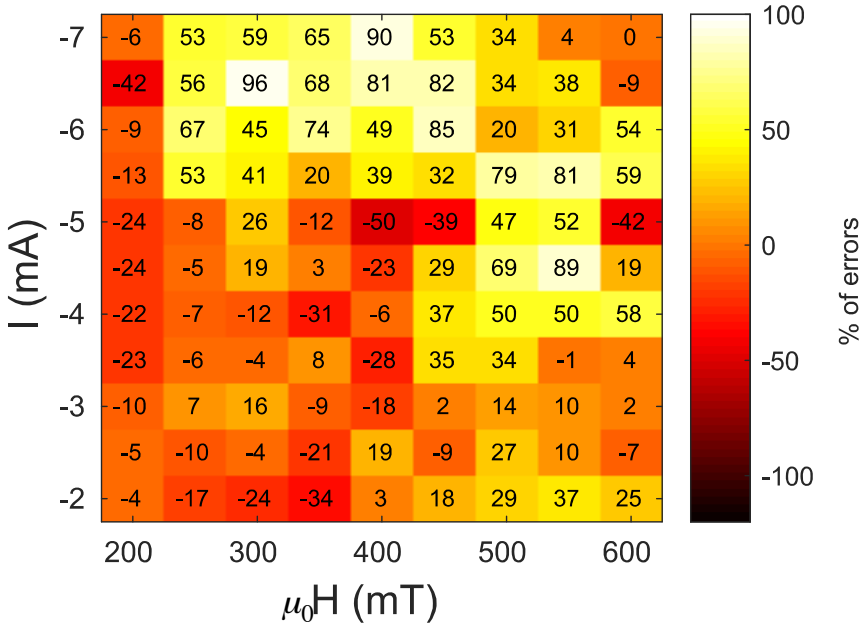 -7 -6 53 59 65 90 53 34 4 0
-42 56 96 68 81 82 34 38 -9
-6 -9 67 45 74 49 85 20 31 54
-13 53 41 20 39 32 79 81 59
-5 -24 -8 26 -12 -50 -39 47 52 -42
-24 -5 19 3 -23 29 69 89 19
-4 -22 -7 -12 -31 -6 37 50 50 58
-23 -6 -4 8 -28 35 34 -1 4
-3 -10 7 16 -9 -18 2 14 10 2
-5 -10 -4 -21 19 -9 27 10 -7
-2 -4 -17 -24 -34 3 18 29 37 25
200 300 400 500 600
μ₀H (mT)
I (mA)
100
50
0
-50
-100
% of errors